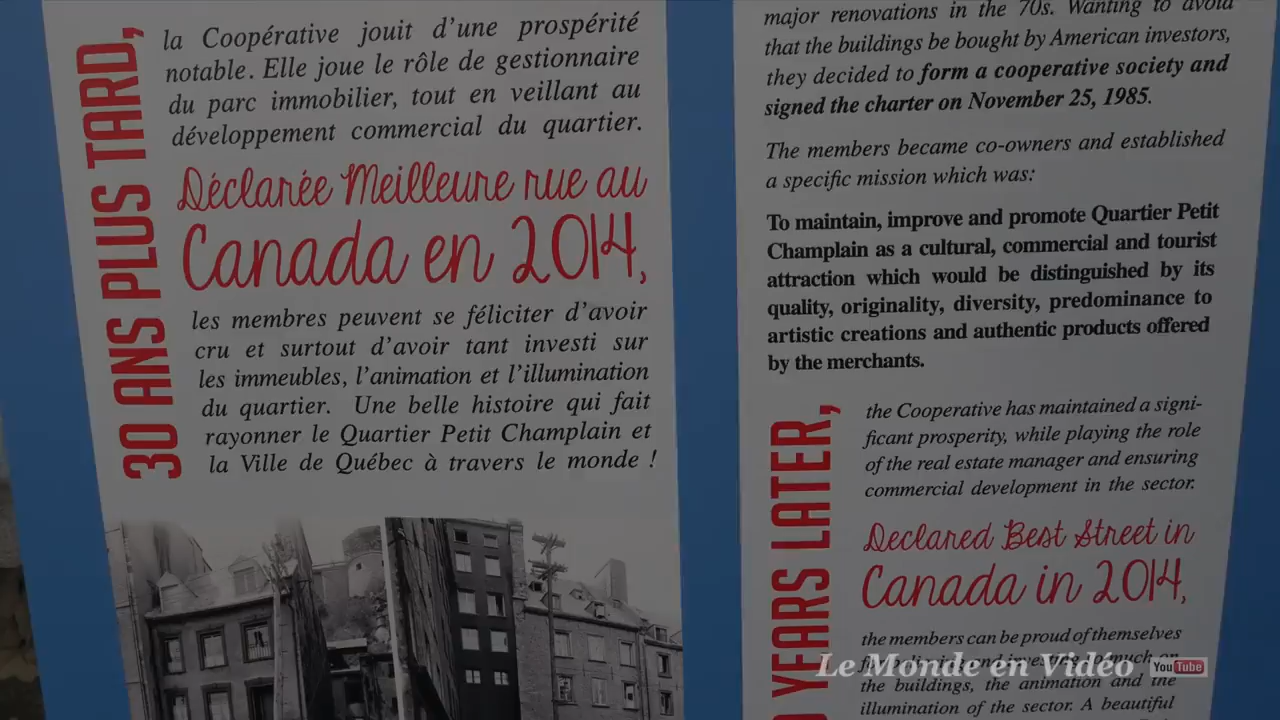 30 ANS PLUS TARD,
la Coopérative jouit d'une prospérité
notable. Elle joue le rôle de gestionnaire
du parc immobilier, tout en veillant au
développement commercial du quartier.
Déclarée Meilleure rue au
Canada en 2014,
les membres peuvent se féliciter d'avoir
cru et surtout d'avoir tant investi sur
les immeubles, l'animation et l'illumination
du quartier. Une belle histoire qui fait
rayonner le Quartier Petit Champlain et
la Ville de Québec à travers le monde !
major renovations in the 70s. Wanting to avoid
that the buildings be bought by American investors,
they decided to form a cooperative society and
signed the charter on November 25, 1985.
The members became co-owners and established
a specific mission which was:
To maintain, improve and promote Quartier Petit
Champlain as a cultural, commercial and tourist
attraction which would be distinguished by its
quality, originality, diversity, predominance to
artistic creations and authentic products offered
by the merchants.
YEARS LATER,
the Cooperative has maintained a signi-
ficant prosperity, while playing the role
of the real estate manager and ensuring
commercial development in the sector.
Declared Best Street in
Canada in 2014,
the members can be proud of themselves
the buildings, the animation and the
illumination of the sector. A beautiful
Le Monde en Vidéo YouTube